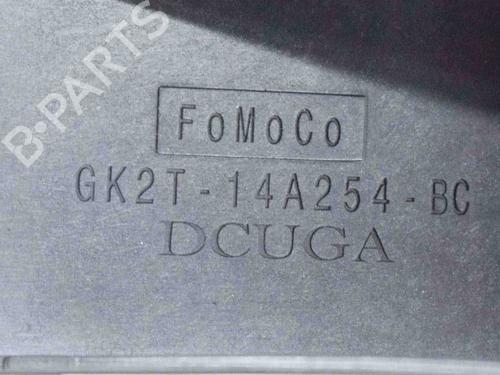 B-PARTS
FoMoCo
GK2T-14A254-BC
DCUGA